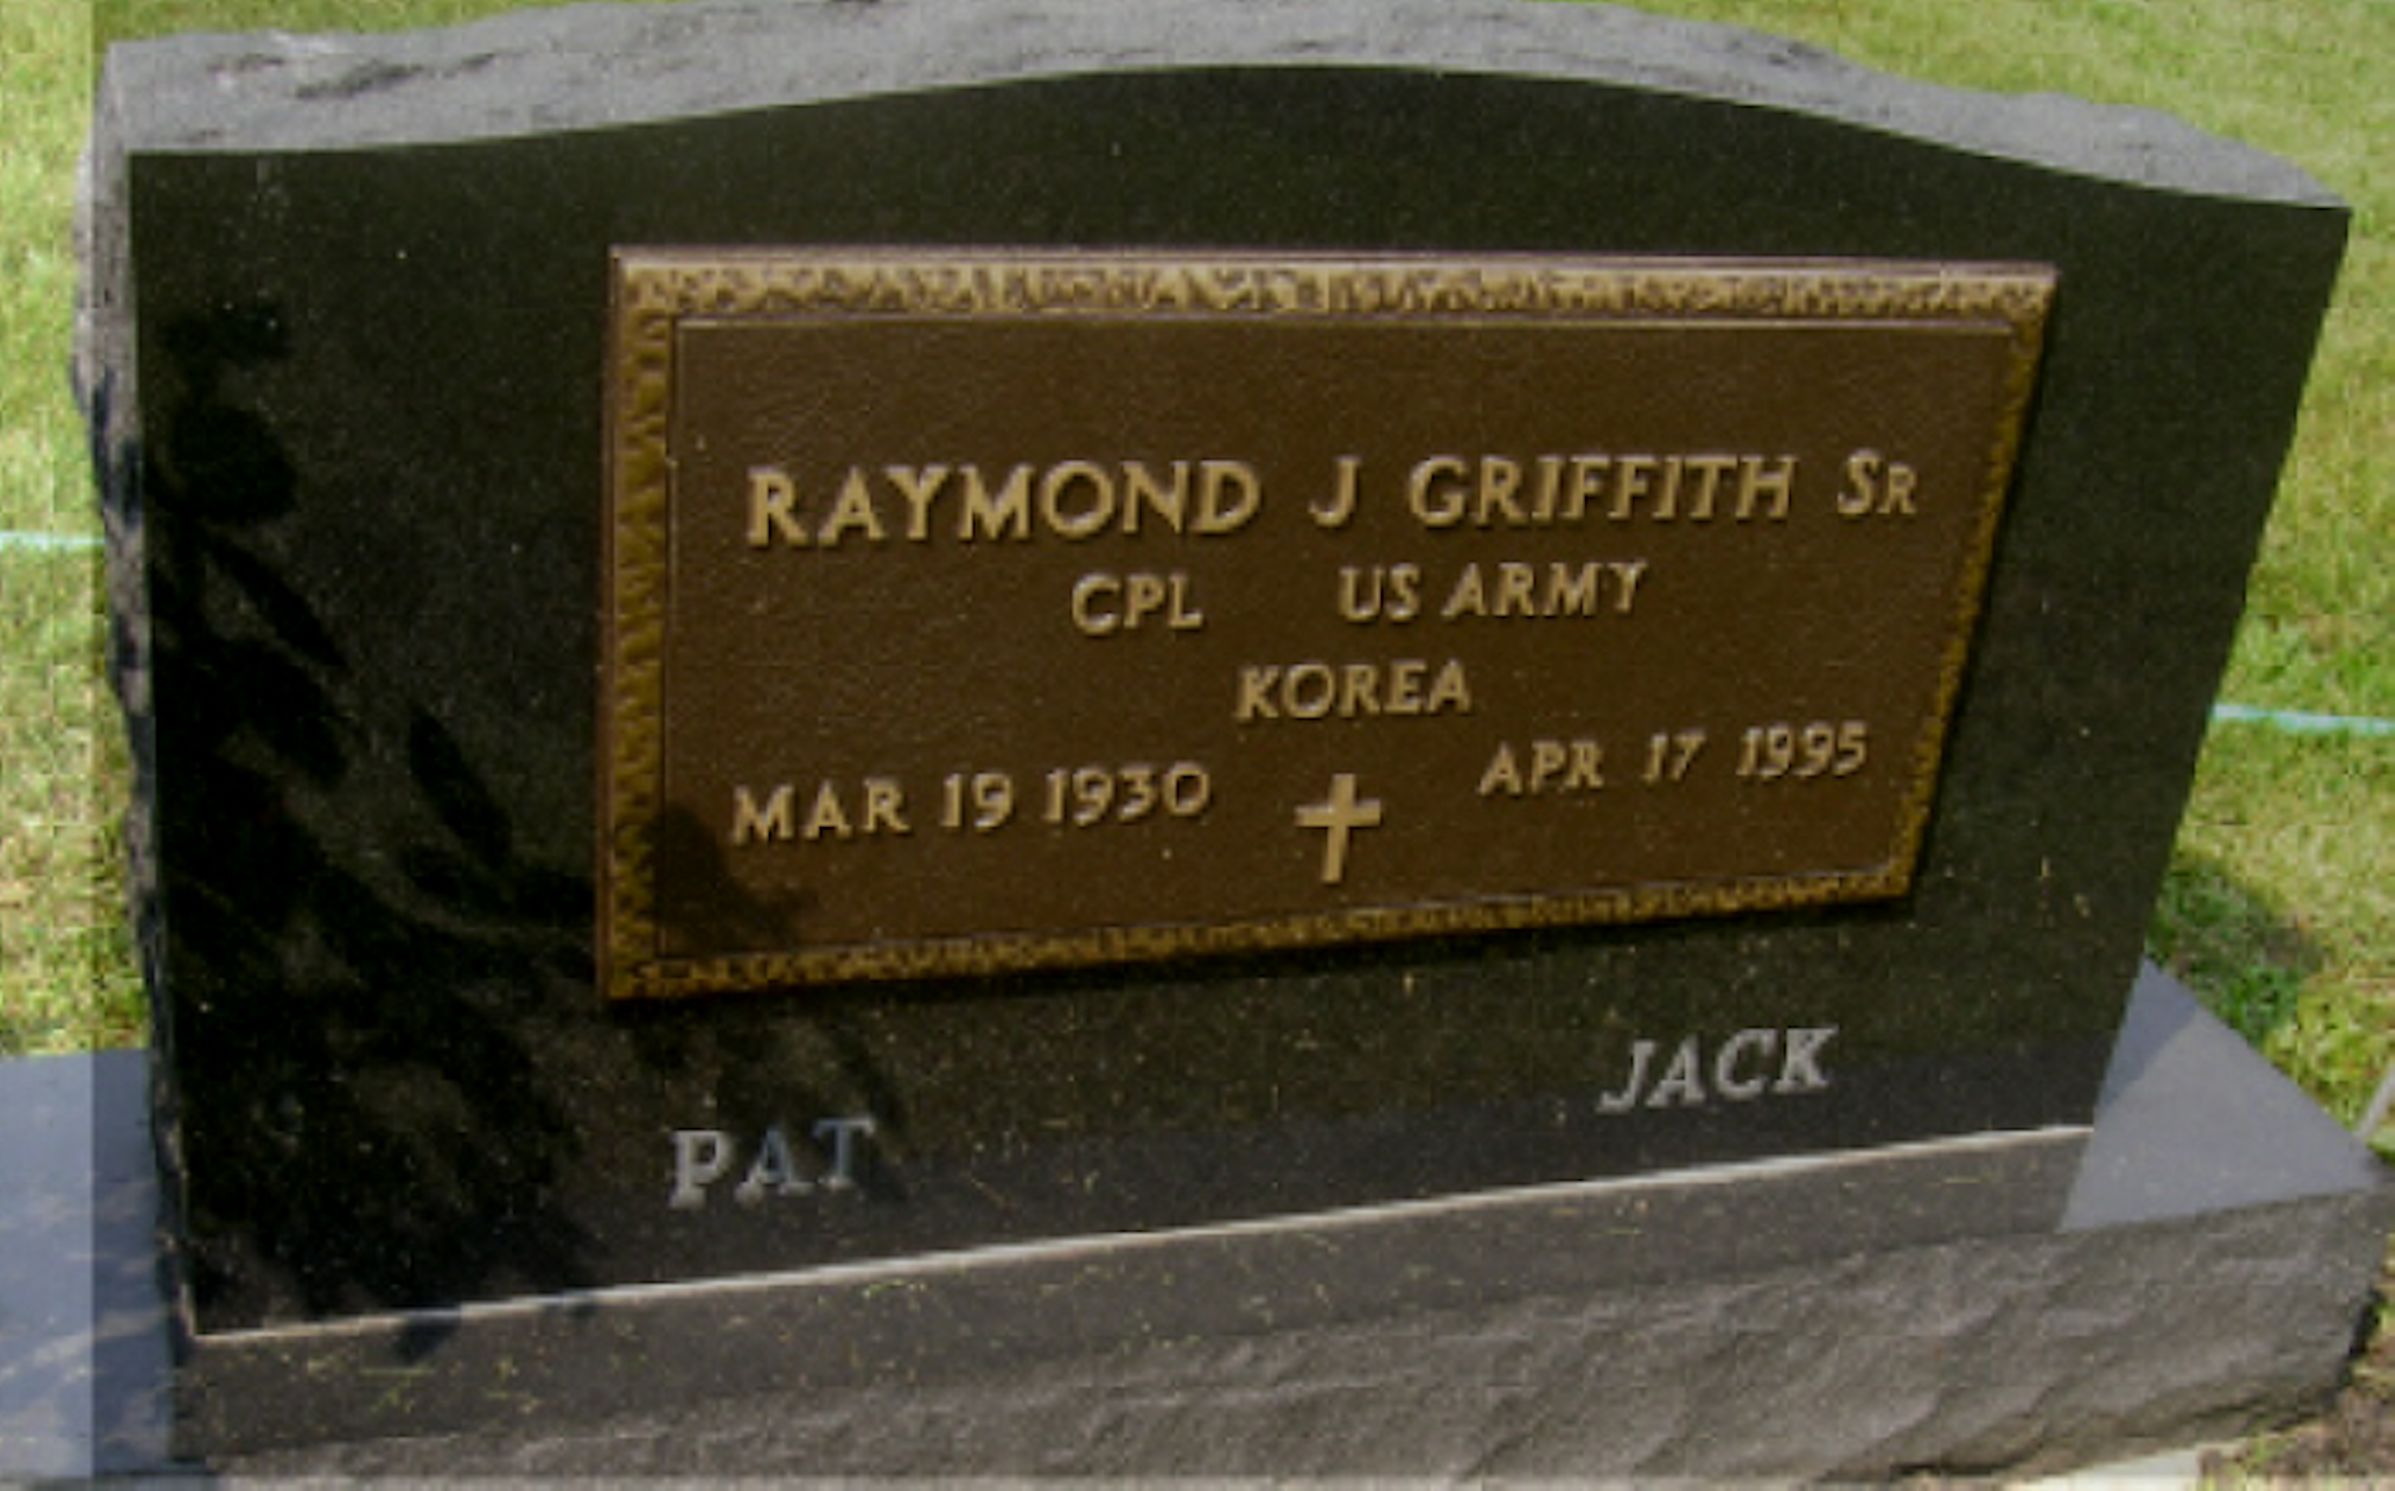 RAYMOND J GRIFFITH SR
CPL US ARMY
KOREA
MAR 19 1930 APR 17 1995
PAT JACK